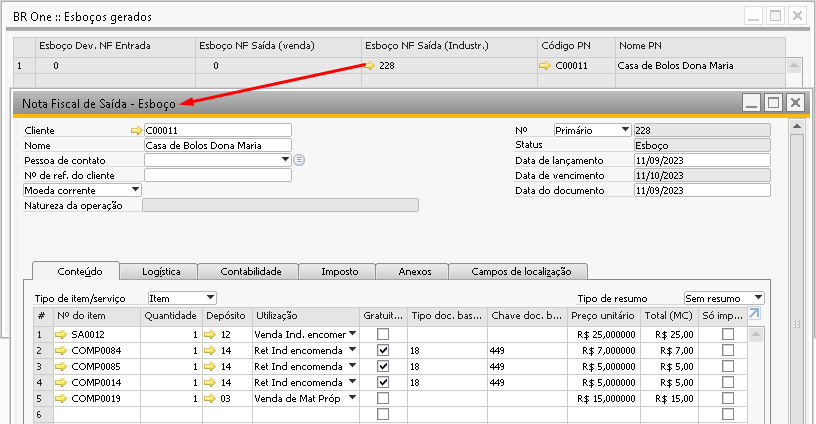 BR One :: Esboços gerados
Esboço Dev. NF Entrada Esboço NF Saída (venda) Esboço NF Saída (Industr.) Código PN Nome PN
1 0 0 228 C00011 Casa de Bolos Dona Maria
Nota Fiscal de Saída - Esboço
Cliente C00011 Nº Primário 228
Nome Casa de Bolos Dona Maria Status Esboço
Pessoa de contato Data de lançamento 11/09/2023
Nº de ref. do cliente Data de vencimento 11/10/2023
Moeda corrente Data do documento 11/09/2023
Natureza da operação
Conteúdo Logística Contabilidade Imposto Anexos Campos de localização
Tipo de item/serviço Item Tipo de resumo Sem resumo
# Nº do item Quantidade Depósito Utilização Gratuit... Tipo doc. bas... Chave doc. b... Preço unitário Total (MC) Só imp...
1 SA0012 1 12 Venda Ind. encomer R$ 25,000000 R$ 25,00
2 COMP0084 1 14 Ret Ind encomenda 18 449 R$ 7,000000 R$ 7,00
3 COMP0085 1 14 Ret Ind encomenda 18 449 R$ 5,000000 R$ 5,00
4 COMP0014 1 14 Ret Ind encomenda 18 449 R$ 5,000000 R$ 5,00
5 COMP0019 1 03 Venda de Mat Próp R$ 15,000000 R$ 15,00
6